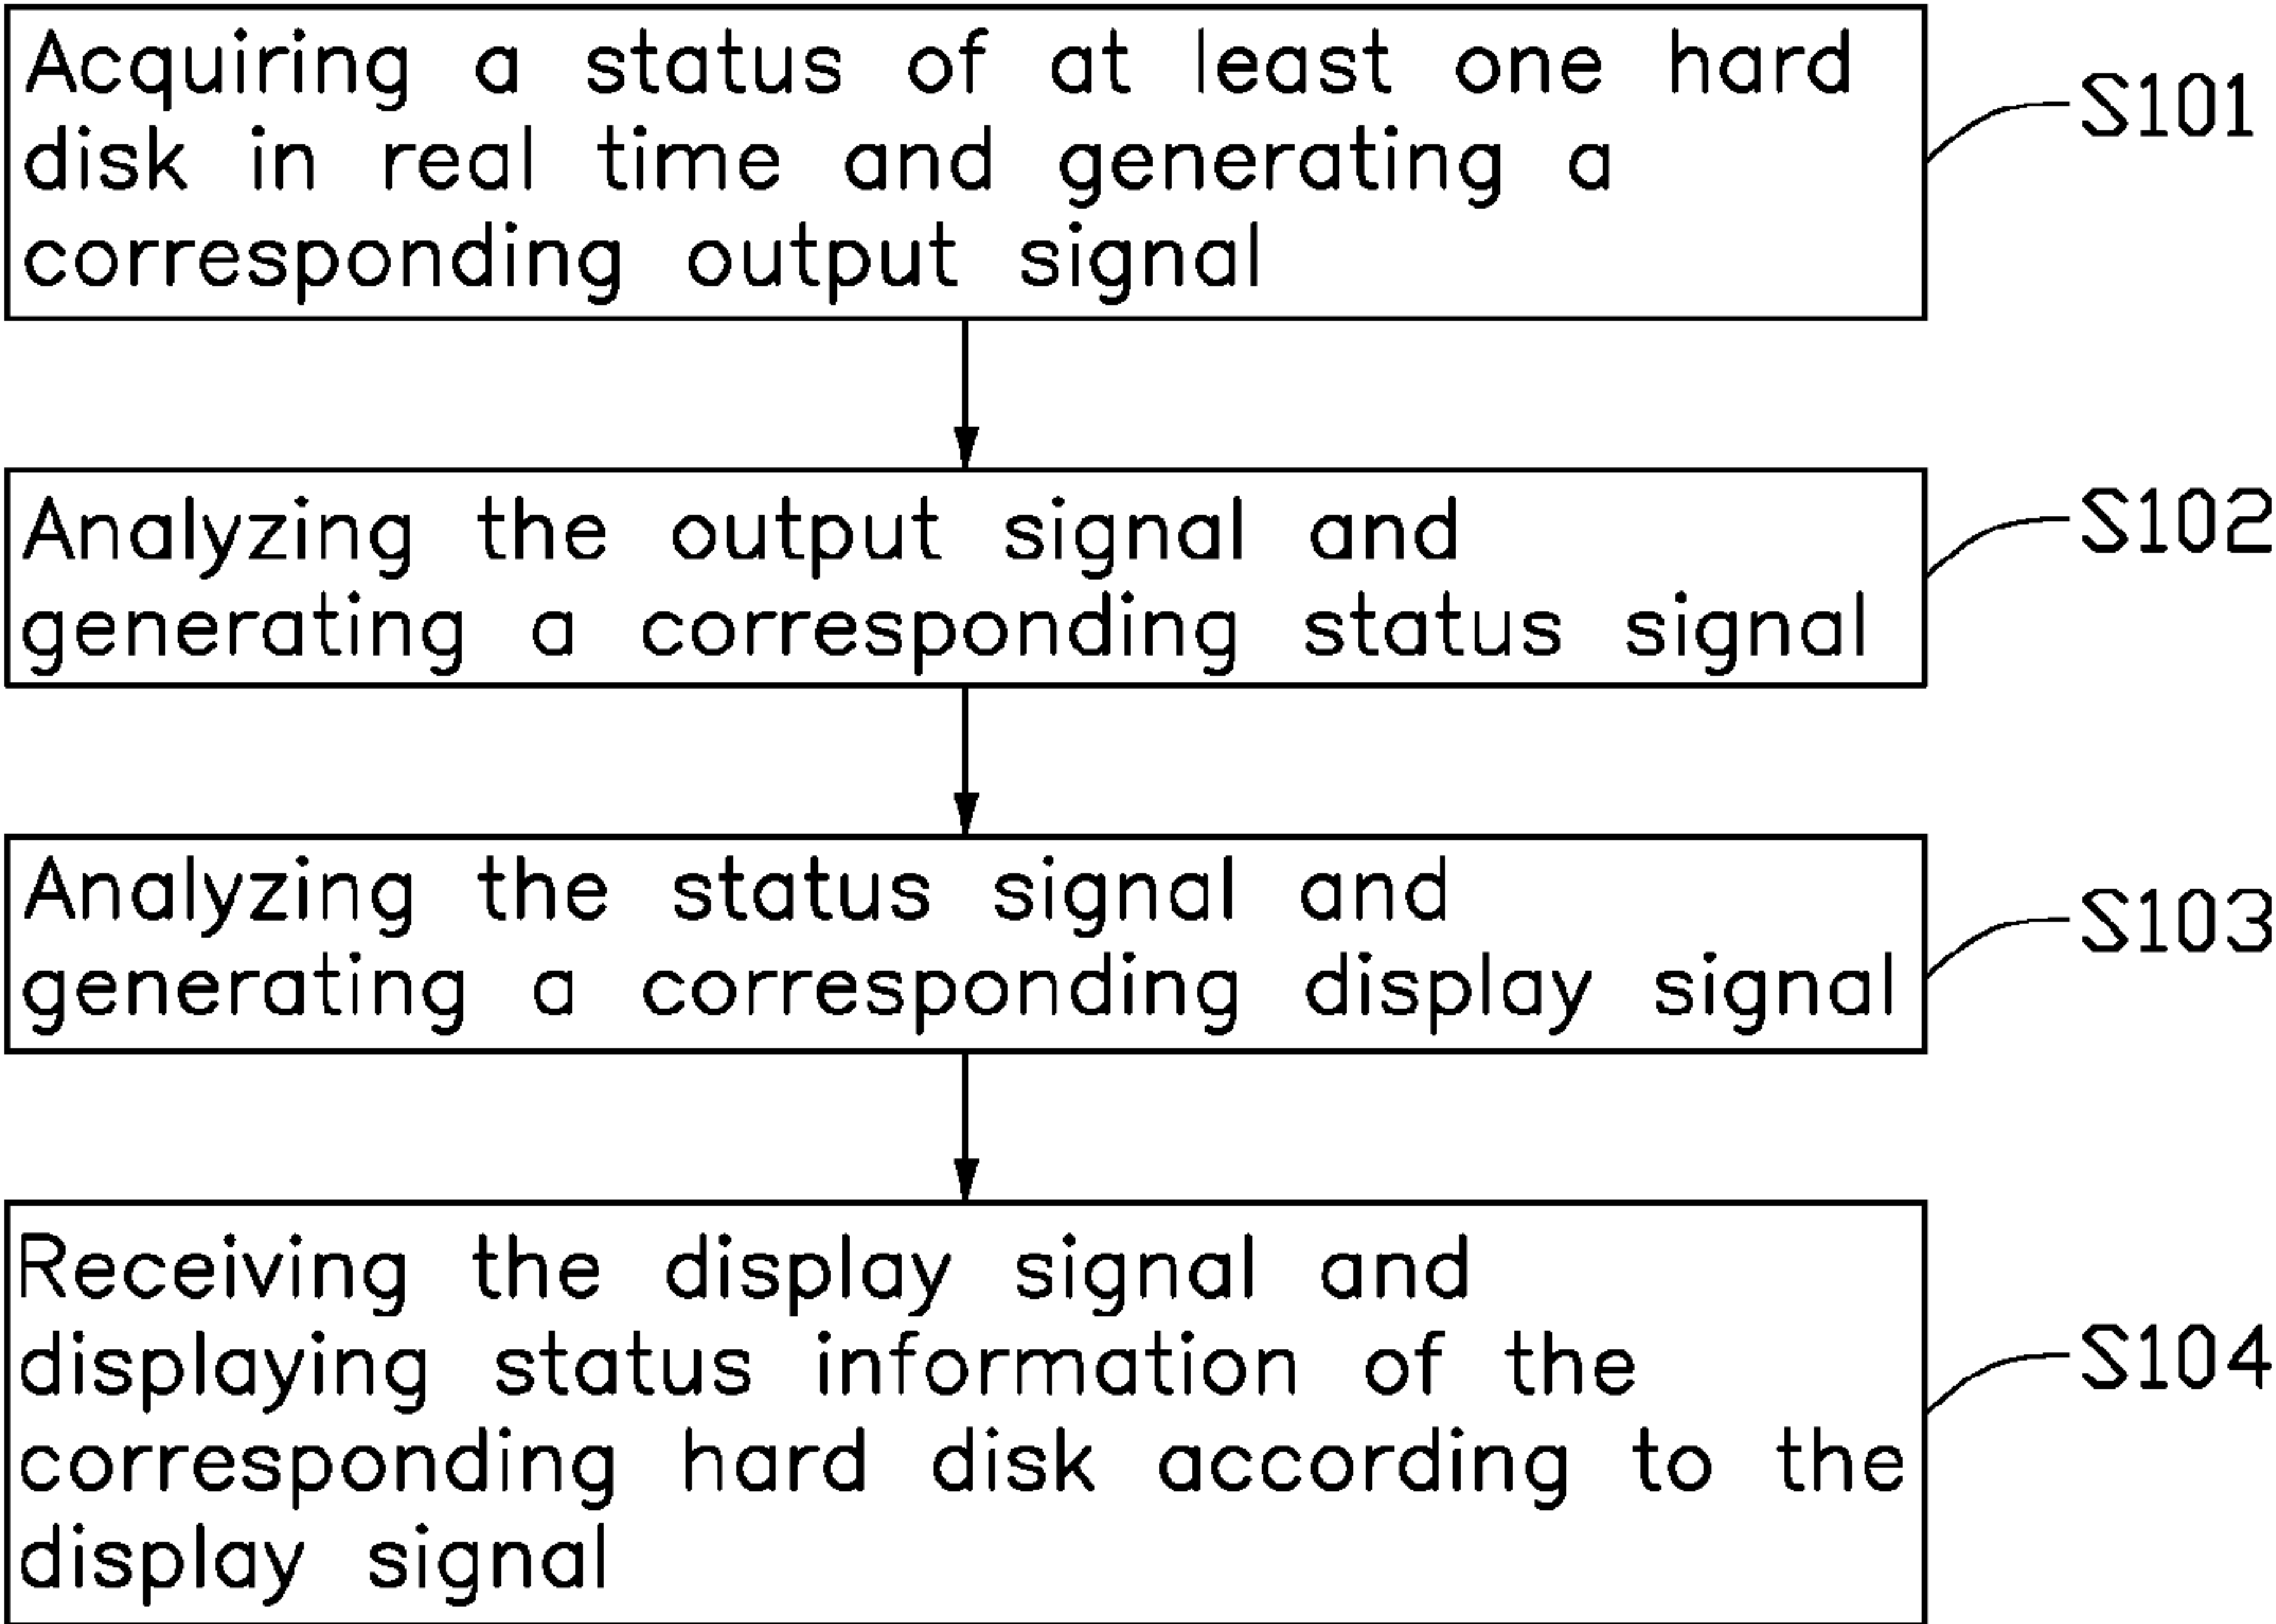 Acquiring a status of at least one hard
disk in real time and generating a
corresponding output signal
S101
Analyzing the output signal and
generating a corresponding status signal
S102
Analyzing the status signal and
generating a corresponding display signal
S103
Receiving the display signal and
displaying status information of the
corresponding hard disk according to the
display signal
S104